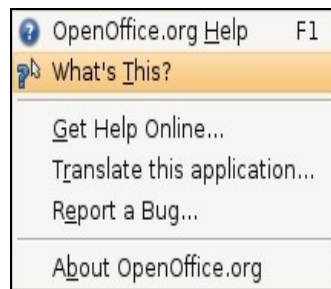 OpenOffice.org Help F1
What's This?
Get Help Online...
Translate this application...
Report a Bug...
About OpenOffice.org